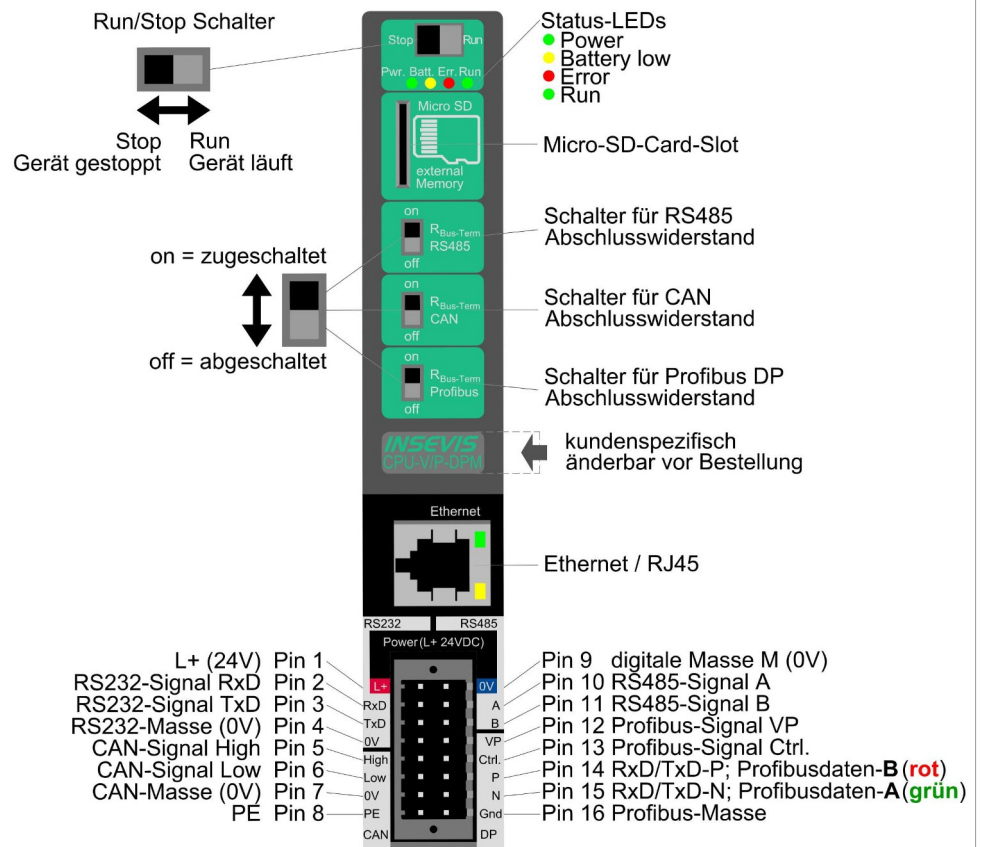 Run/Stop Schalter
Stop Run
Gerät gestoppt Gerät läuft
Stop Run
Pwr. Batt. Err. Run
Status-LEDs
Power
Battery low
Error
Run
Micro SD
external
Memory
Micro-SD-Card-Slot
on
RBus-Term
RS485
off
Schalter für RS485
Abschlusswiderstand
on = zugeschaltet
off = abgeschaltet
on
RBus-Term
CAN
off
Schalter für CAN
Abschlusswiderstand
on
RBus-Term
Profibus
off
Schalter für Profibus DP
Abschlusswiderstand
INSEVIS
CPU-V/P-DPM
kundenspezifisch
änderbar vor Bestellung
Ethernet
Ethernet / RJ45
RS232 RS485
Power (L+ 24VDC)
L+ (24V) Pin 1
RS232-Signal RxD Pin 2
RS232-Signal TxD Pin 3
RS232-Masse (0V) Pin 4
CAN-Signal High Pin 5
CAN-Signal Low Pin 6
CAN-Masse (0V) Pin 7
PE Pin 8
L+
RxD
TxD
0V
High
Low
0V
PE
CAN
0V
A
B
VP
Ctrl.
P
N
Gnd
DP
Pin 9 digitale Masse M (0V)
Pin 10 RS485-Signal A
Pin 11 RS485-Signal B
Pin 12 Profibus-Signal VP
Pin 13 Profibus-Signal Ctrl.
Pin 14 RxD/TxD-P; Profibusdaten-B (rot)
Pin 15 RxD/TxD-N; Profibusdaten-A (grün)
Pin 16 Profibus-Masse